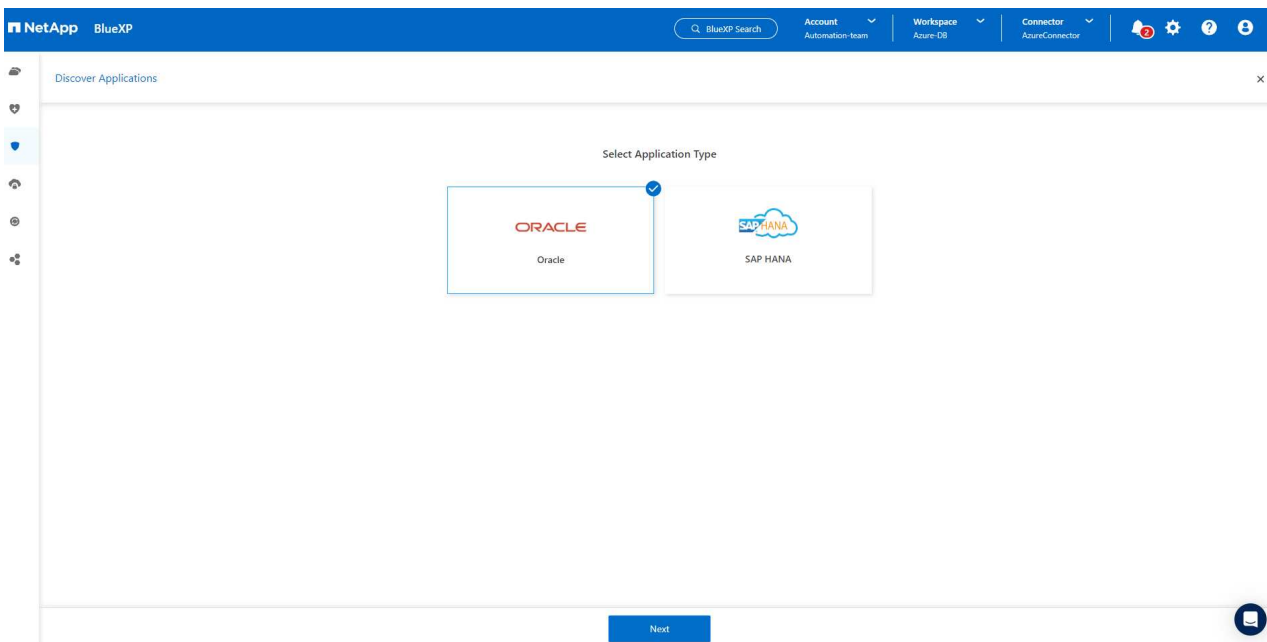 NetApp BlueXP
BlueXP Search
Account
Automation-team
Workspace
Azure-DB
Connector
AzureConnector
2
Discover Applications
Select Application Type
ORACLE
Oracle
SAP HANA
SAP HANA
Next